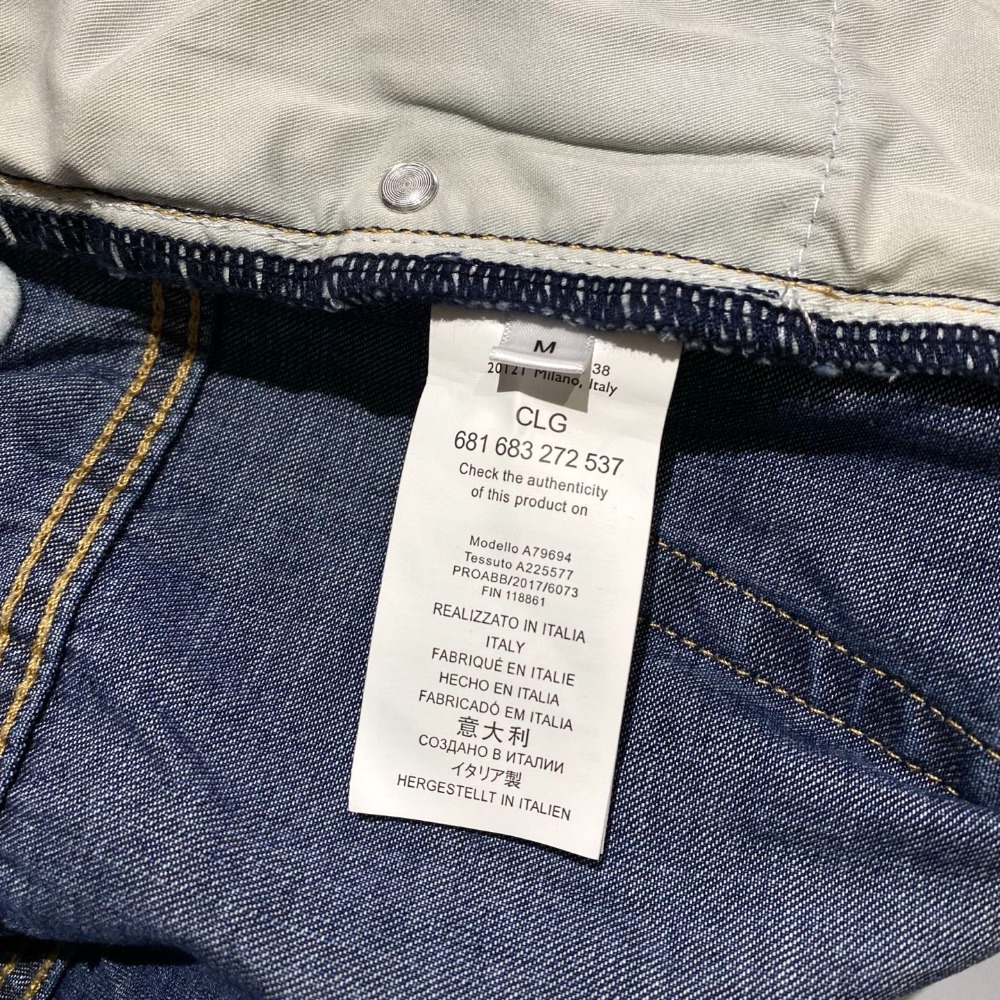 M
38
20121 Milano, Italy
CLG
681 683 272 537
Check the authenticity
of this product on
Modello A79694
Tessuto A225577
PROABB/2017/6073
FIN 118861
REALIZZATO IN ITALIA
ITALY
FABRIQUÉ EN ITALIE
HECHO EN ITALIA
FABRICADO EM ITALIA
意大利
СОЗДАНО В ИТАЛИИ
イタリア製
HERGESTELLT IN ITALIEN